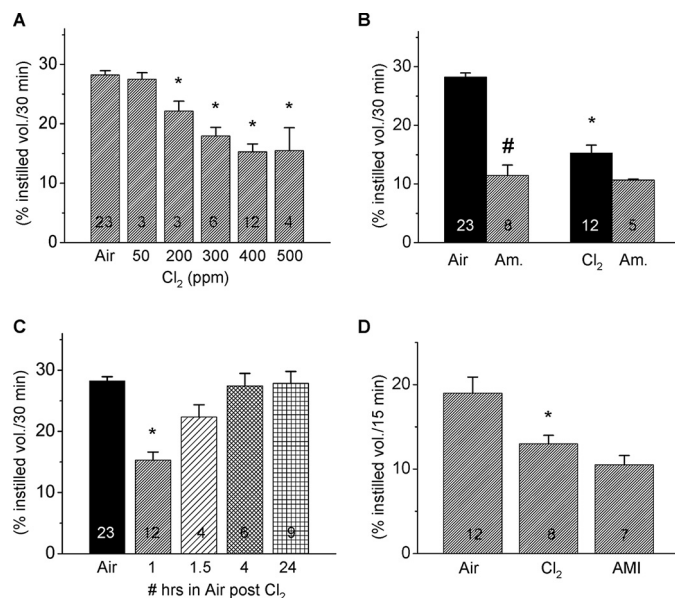 A
(% instilled vol./30 min)
30
20
10
0
23 3 3 6 12 4
* * * *
Air 50 200 300 400 500
Cl₂ (ppm)
B
(% instilled vol./30 min)
30
20
10
0
# *
23 8 12 5
Air Am. Cl₂ Am.
C
(% instilled vol./30 min)
30
20
10
0
*
23 12 4 6 9
Air 1 1.5 4 24
# hrs in Air post Cl₂
D
(% instilled vol./15 min)
20
10
0
*
12 8 7
Air Cl₂ AMI